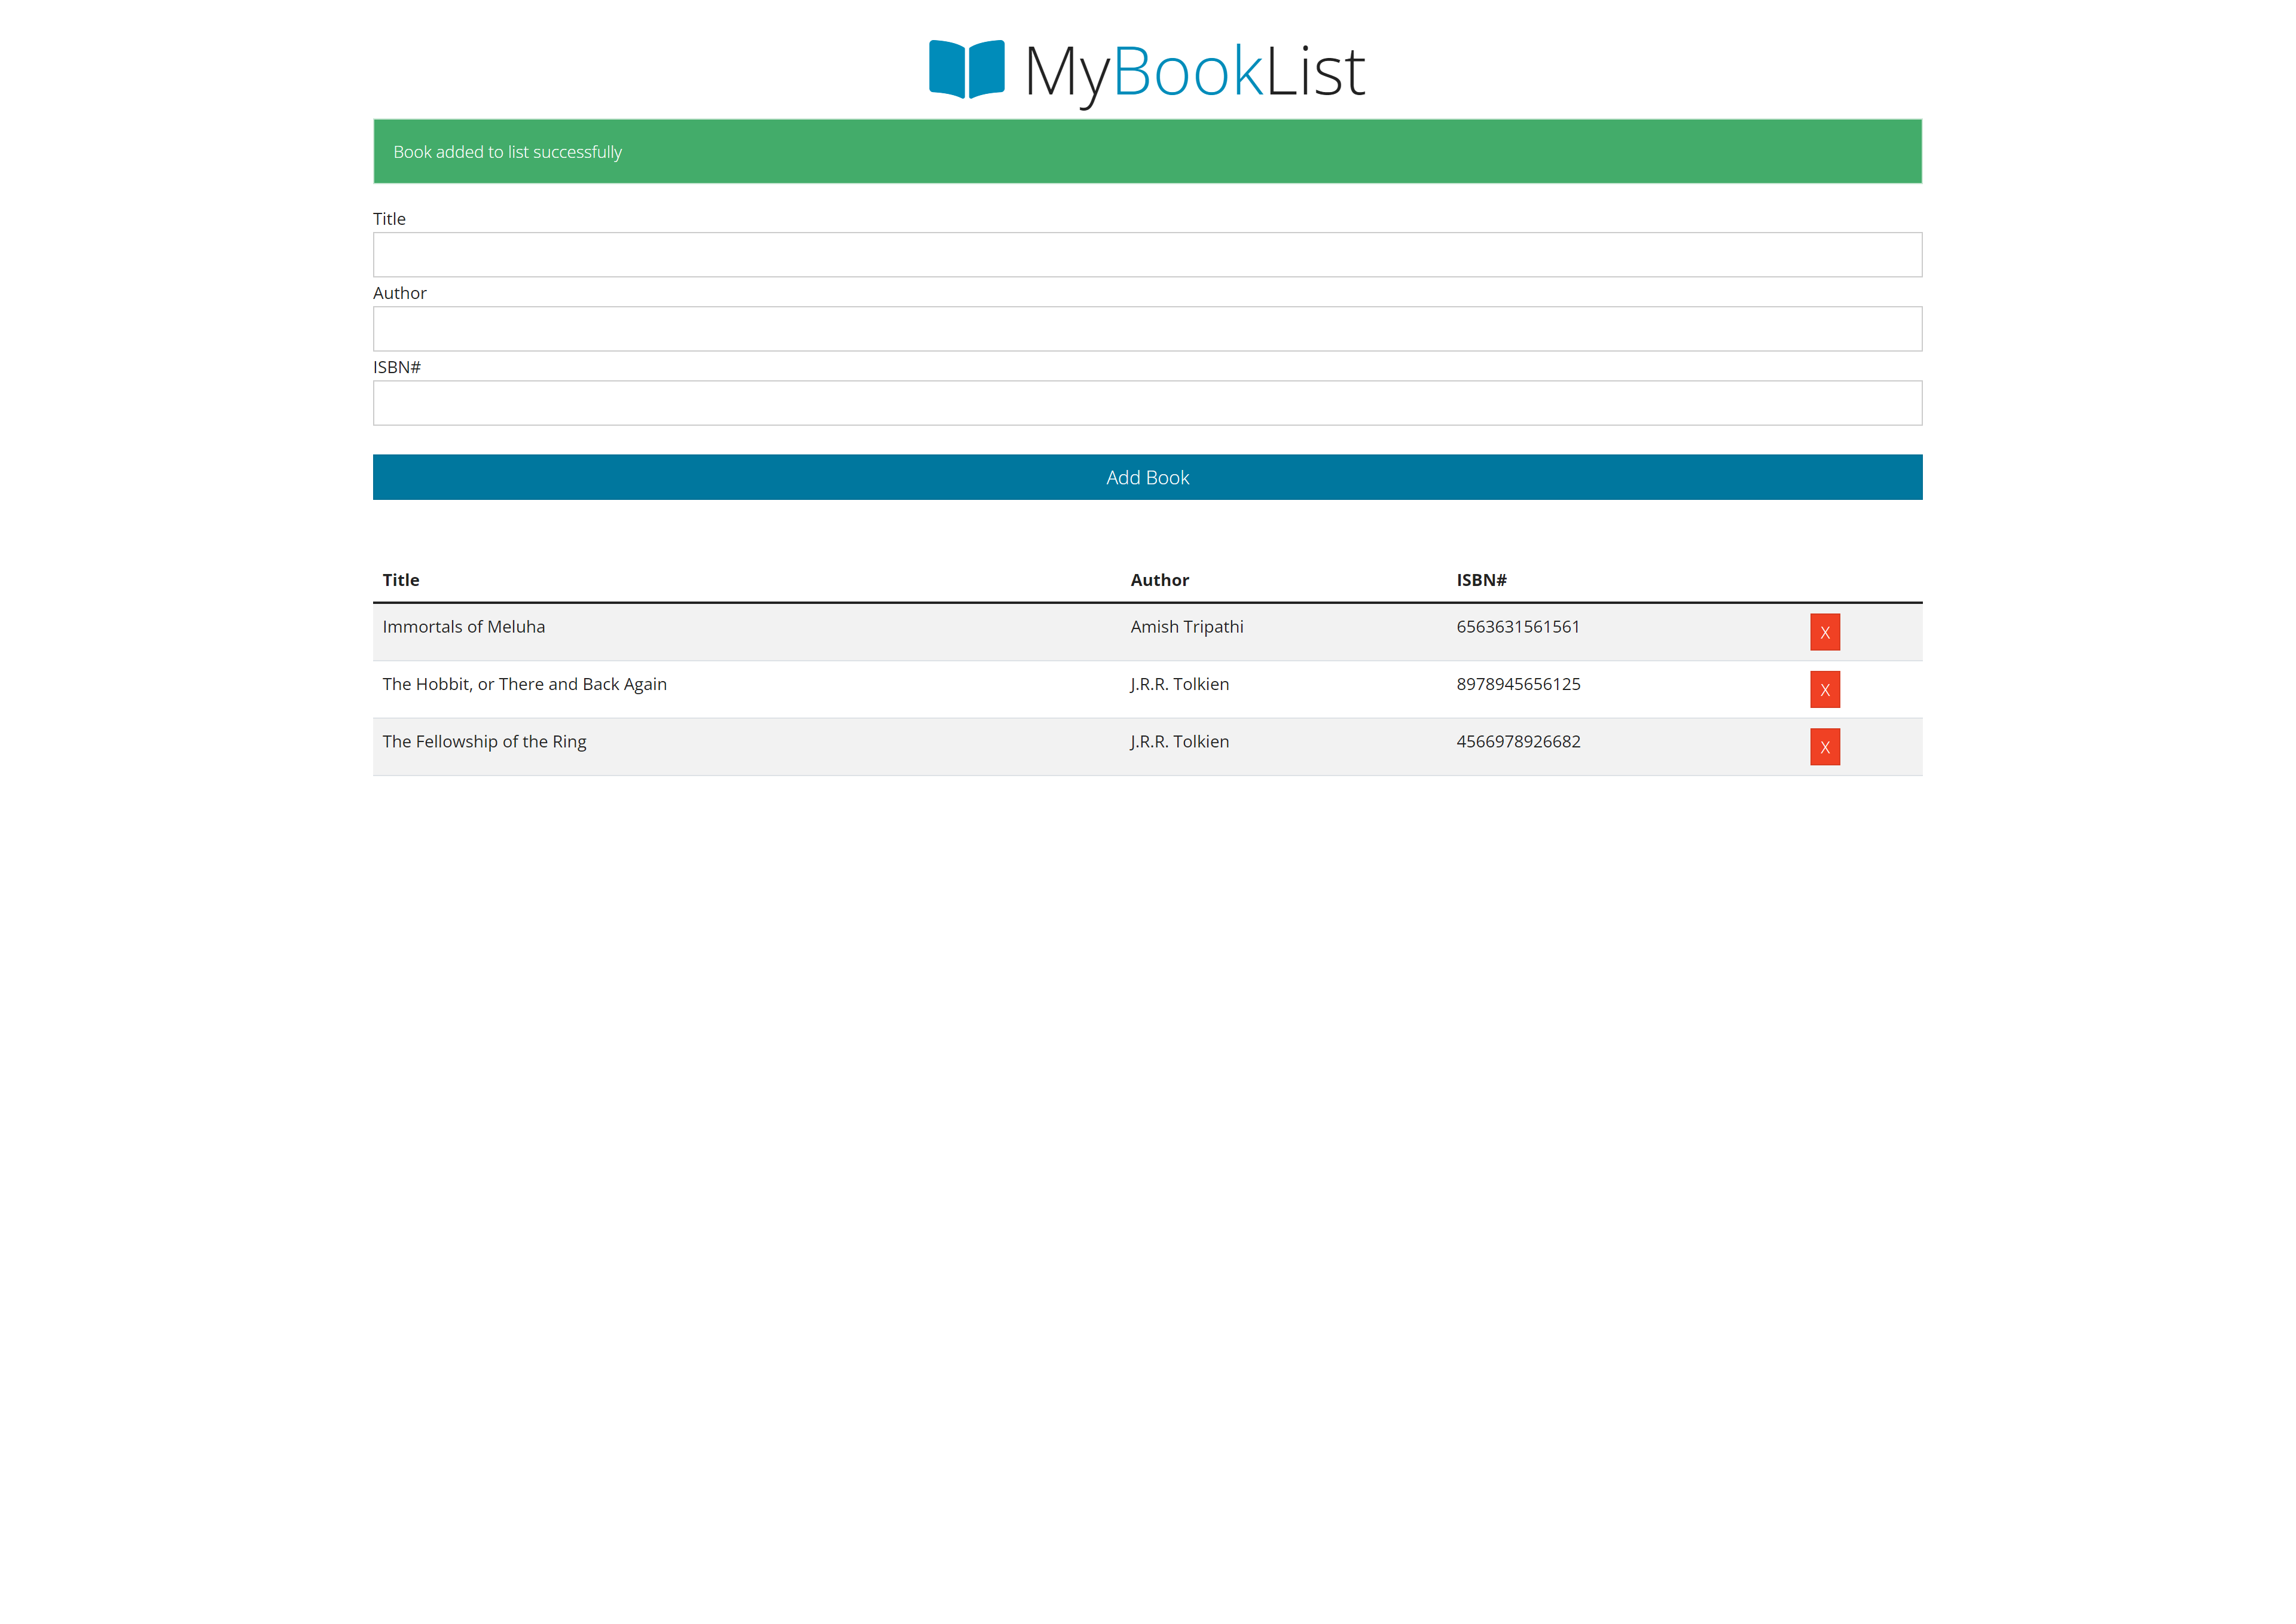 MyBookList
Book added to list successfully
Title
Author
ISBN#
Add Book
Title Author ISBN#
Immortals of Meluha Amish Tripathi 6563631561561 X
The Hobbit, or There and Back Again J.R.R. Tolkien 8978945656125 X
The Fellowship of the Ring J.R.R. Tolkien 4566978926682 X